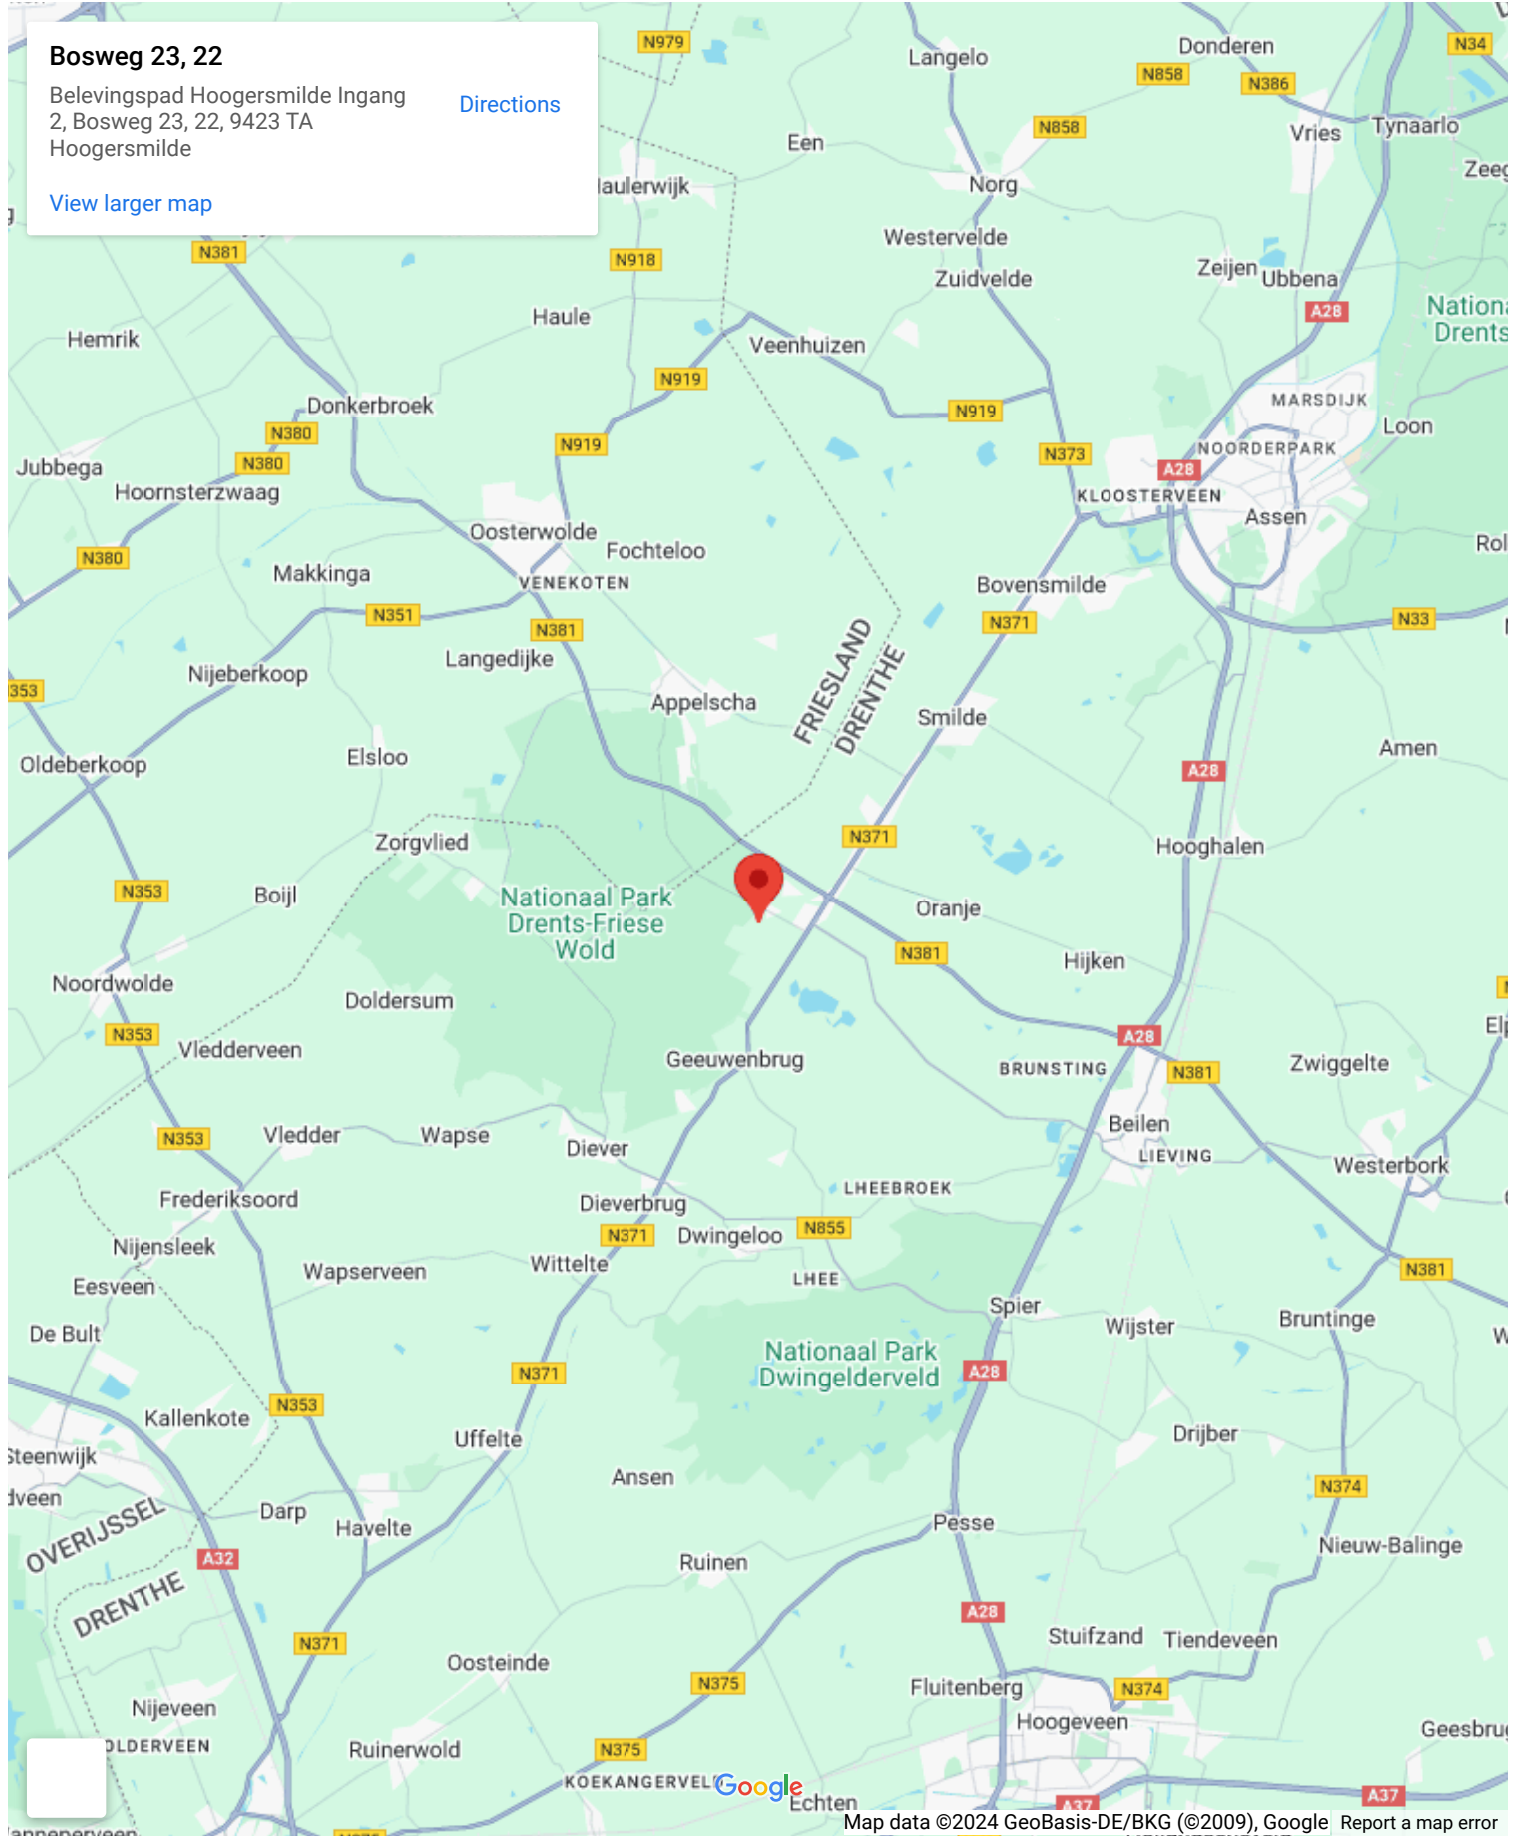 Bosweg 23, 22
Belevingspad Hoogersmilde Ingang
2, Bosweg 23, 22, 9423 TA
Hoogersmilde
Directions
View larger map
N979
Langelo
Donderen
N34
N858
N386
Een
N858
Vries
Tynaarlo
Norg
Westervelde
Zuidvelde
Zeijen
Ubbena
N381
N918
A28
Haule
Hemrik
Veenhuizen
N919
MARSDIJK
Donkerbroek
N919
Loon
N380
N919
N373
NOORDERPARK
N380
A28
Jubbega
Hoornsterzwaag
KLOOSTERVEEN
Assen
Oosterwolde
Fochteloo
N380
Makkinga
VENEKOTEN
Bovensmilde
N351
N381
N371
N33
FRIESLAND
DRENTHE
Langedijke
Nijeberkoop
353
Appelscha
Smilde
Oldeberkoop
Elsloo
A28
Amen
Zorgvlied
N371
Hooghalen
N353
Boijl
Nationaal Park
Drents-Friese
Wold
Oranje
N381
Hijken
Noordwolde
Doldersum
N353
Vledderveen
Geeuwenbrug
A28
BRUNSTING
N381
Zwiggelte
N353
Vledder
Wapse
Diever
Beilen
LIEVING
Westerbork
Frederiksoord
Dieverbrug
LHEEBROEK
N371
Dwingeloo
N855
Nijensleek
Wapserveen
Wittelte
LHEE
N381
Eesveen
De Bult
Spier
Wijster
Bruntinge
Nationaal Park
Dwingelderveld
N371
A28
N353
Kallenkote
Uffelte
Drijber
Steenwijk
Ansen
N374
Darp
Havelte
Pesse
OVERIJSSEL
DRENTHE
A32
Ruinen
Nieuw-Balinge
A28
N371
Stuifzand
Tiendeveen
Oosteinde
N375
Fluitenberg
N374
Nijeveen
Hoogeveen
Ruinerwold
N375
KOEKANGERVELD
Google
Echten
A37
A37
Map data ©2024 GeoBasis-DE/BKG (©2009), Google
Report a map error